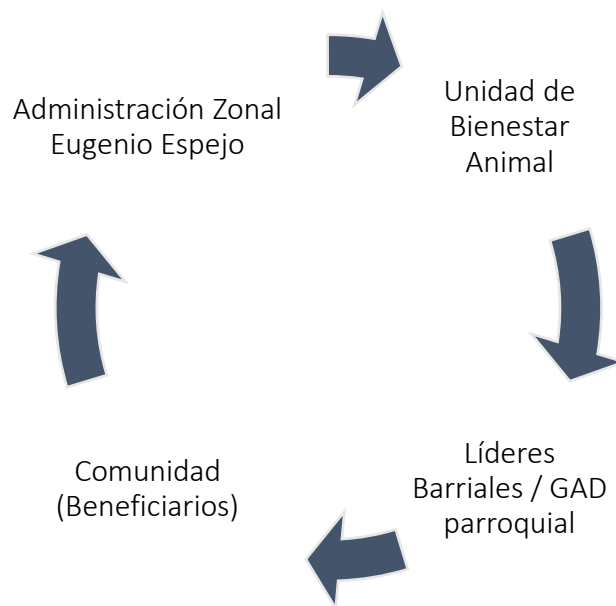 Administración Zonal
Eugenio Espejo
Unidad de
Bienestar
Animal
Líderes
Barriales / GAD
parroquial
Comunidad
(Beneficiarios)